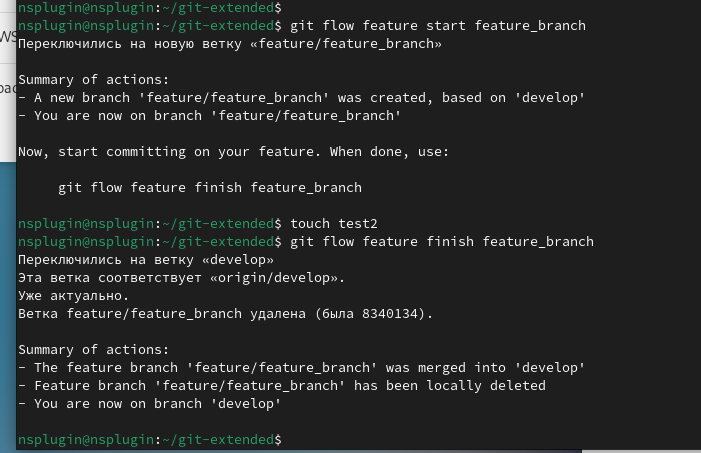 nsplugin@nsplugin:~/git-extended$
nsplugin@nsplugin:~/git-extended$ git flow feature start feature_branch
Переключились на новую ветку «feature/feature_branch»
Summary of actions:
- A new branch 'feature/feature_branch' was created, based on 'develop'
- You are now on branch 'feature/feature_branch'
Now, start committing on your feature. When done, use:
git flow feature finish feature_branch
nsplugin@nsplugin:~/git-extended$ touch test2
nsplugin@nsplugin:~/git-extended$ git flow feature finish feature_branch
Переключились на ветку «develop»
Эта ветка соответствует «origin/develop».
Уже актуально.
Ветка feature/feature_branch удалена (была 8340134).
Summary of actions:
- The feature branch 'feature/feature_branch' was merged into 'develop'
- Feature branch 'feature/feature_branch' has been locally deleted
- You are now on branch 'develop'
nsplugin@nsplugin:~/git-extended$